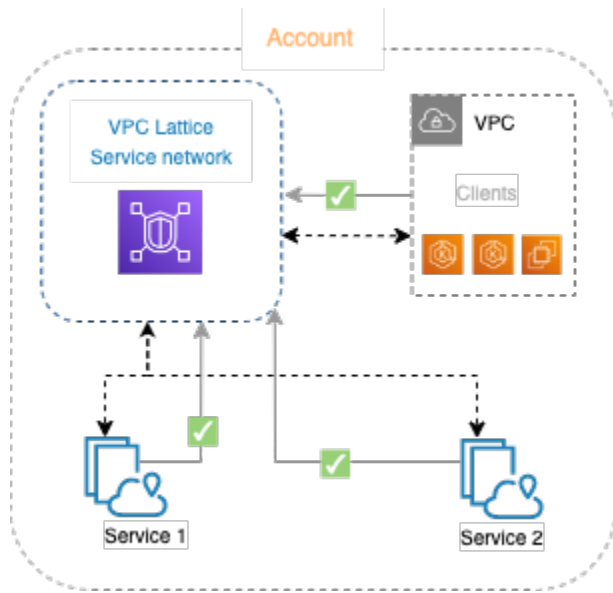 Account
VPC Lattice
Service network
VPC
Clients
Service 1
Service 2